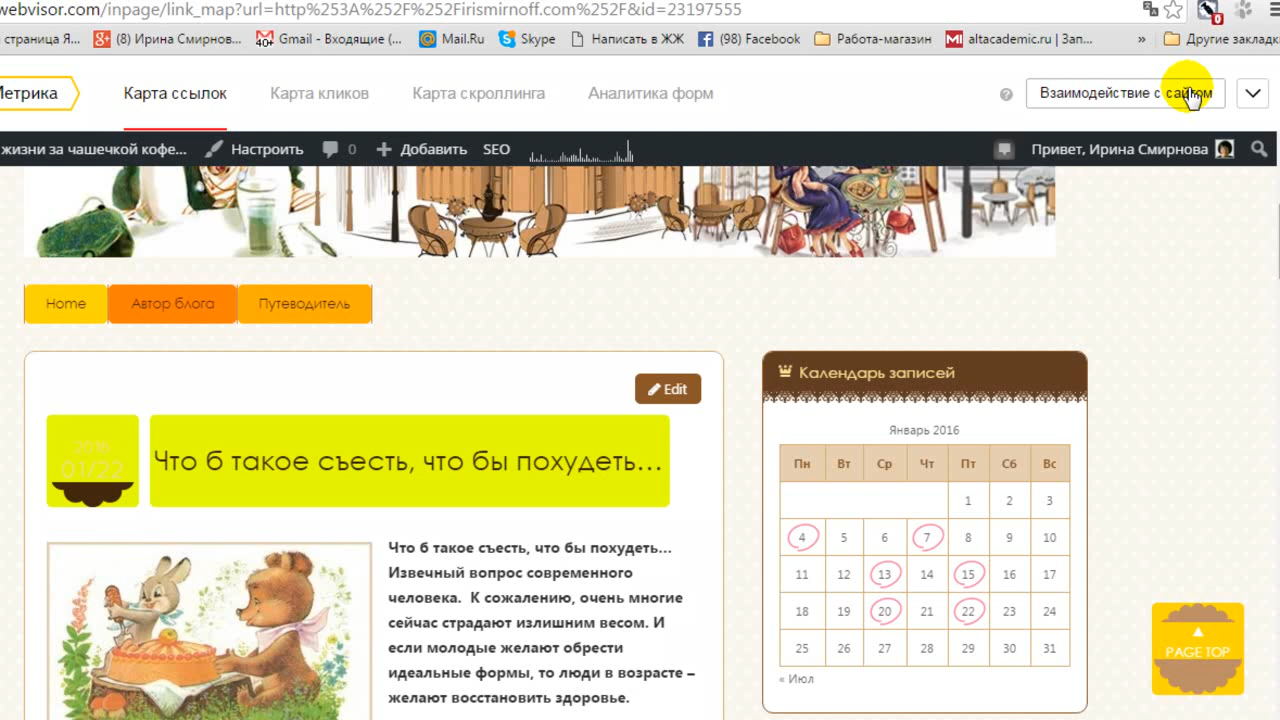 webvisor.com/inpage/link_map?url=http%253A%252F%252Firismirnoff.com%252F&id=23197555
0
страница Я... (8) Ирина Смирнов... 40+ Gmail - Входящие (... Mail.Ru Skype Написать в ЖЖ (98) Facebook Работа-магазин MI altacademic.ru | Зап... » Другие закладк
Метрика Карта ссылок Карта кликов Карта скроллинга Аналитика форм ? Взаимодействие с сайтом
жизни за чашечкой кофе... Настроить 0 Добавить SEO Привет, Ирина Смирнова
Home Автор блога Путеводитель
Edit
2016
01/22
Что б такое съесть, что бы похудеть…
Что б такое съесть, что бы похудеть…
Извечный вопрос современного
человека. К сожалению, очень многие
сейчас страдают излишним весом. И
если молодые желают обрести
идеальные формы, то люди в возрасте –
желают восстановить здоровье.
Календарь записей
Январь 2016
Пн Вт Ср Чт Пт Сб Вс
1 2 3
4 5 6 7 8 9 10
11 12 13 14 15 16 17
18 19 20 21 22 23 24
25 26 27 28 29 30 31
« Июл
PAGE TOP